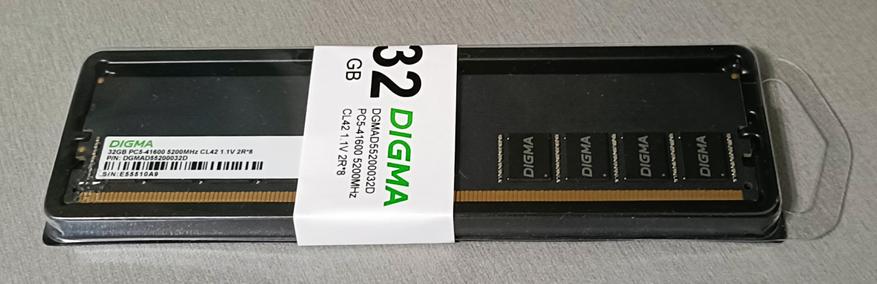 DIGMA
32GB PC5-41600 5200MHz CL42 1.1V 2R*8
P/N: DGMAD55200032D
S/N:E55510A9
32
GB
DIGMA
DGMAD55200032D
PC5-41600 5200MHz
CL42 1.1V 2R*8
DIGMA
DIGMA
DIGMA
DIGMA